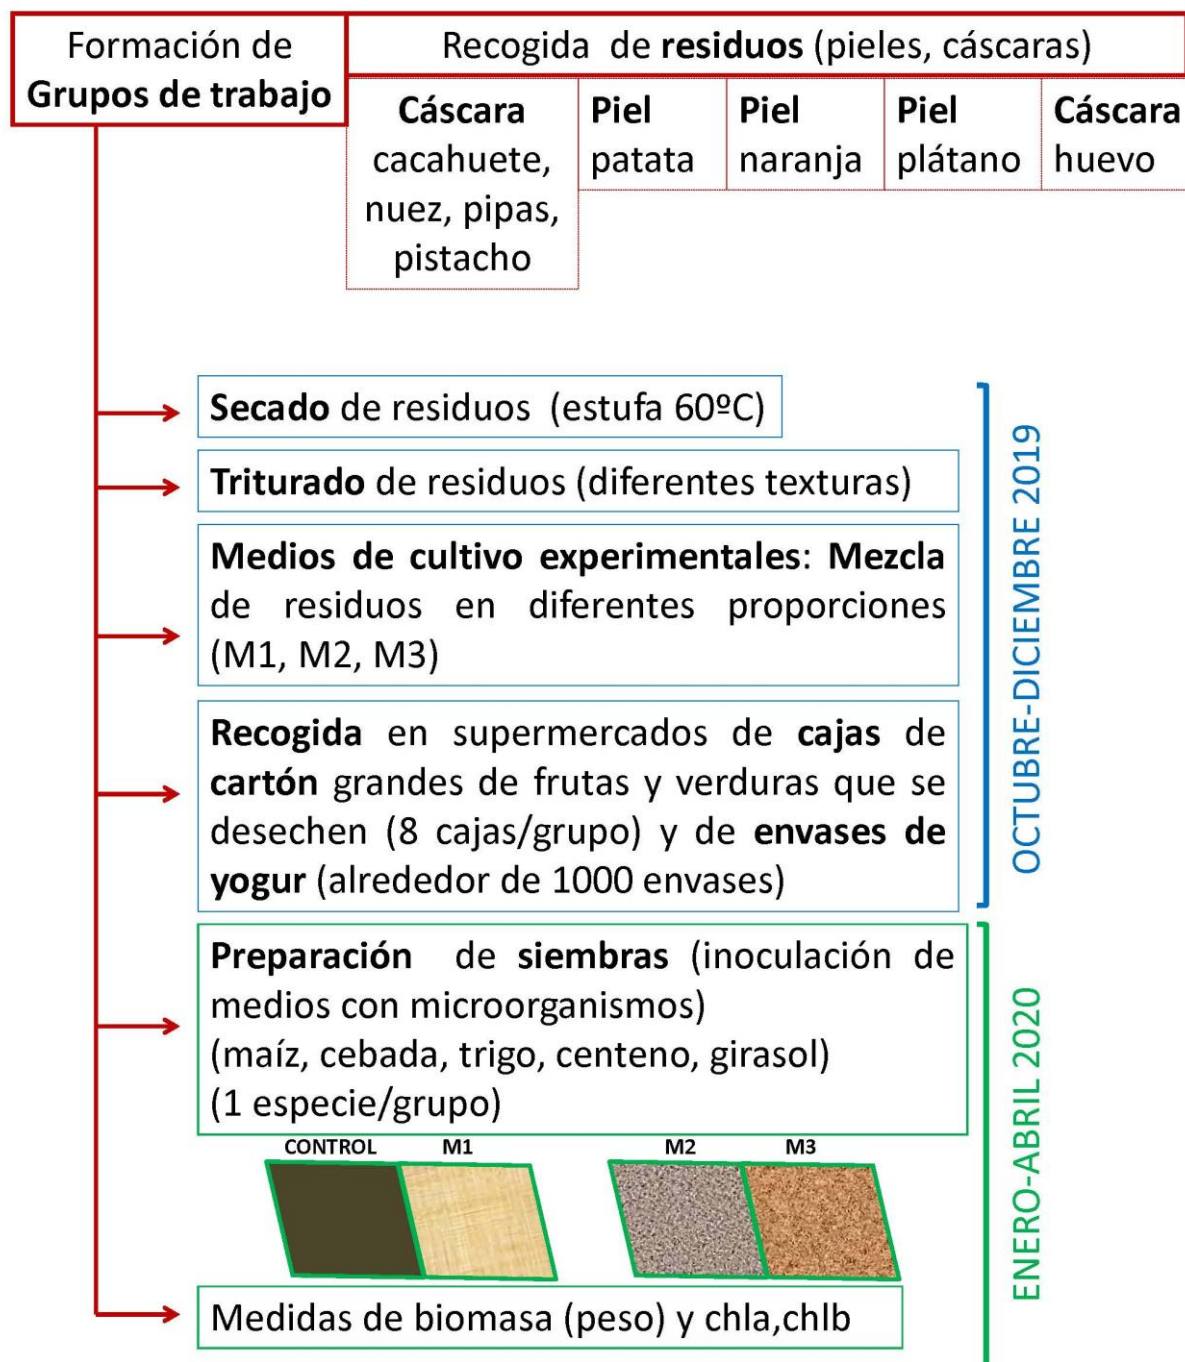 Formación de
Grupos de trabajo
Recogida de residuos (pieles, cáscaras)
Cáscara
cacahuete,
nuez, pipas,
pistacho
Piel
patata
Piel
naranja
Piel
plátano
Cáscara
huevo
Secado de residuos (estufa 60ºC)
Triturado de residuos (diferentes texturas)
Medios de cultivo experimentales: Mezcla
de residuos en diferentes proporciones
(M1, M2, M3)
Recogida en supermercados de cajas de
cartón grandes de frutas y verduras que se
desechen (8 cajas/grupo) y de envases de
yogur (alrededor de 1000 envases)
OCTUBRE-DICIEMBRE 2019
Preparación de siembras (inoculación de
medios con microorganismos)
(maíz, cebada, trigo, centeno, girasol)
(1 especie/grupo)
CONTROL M1 M2 M3
Medidas de biomasa (peso) y chla,chlb
ENERO-ABRIL 2020